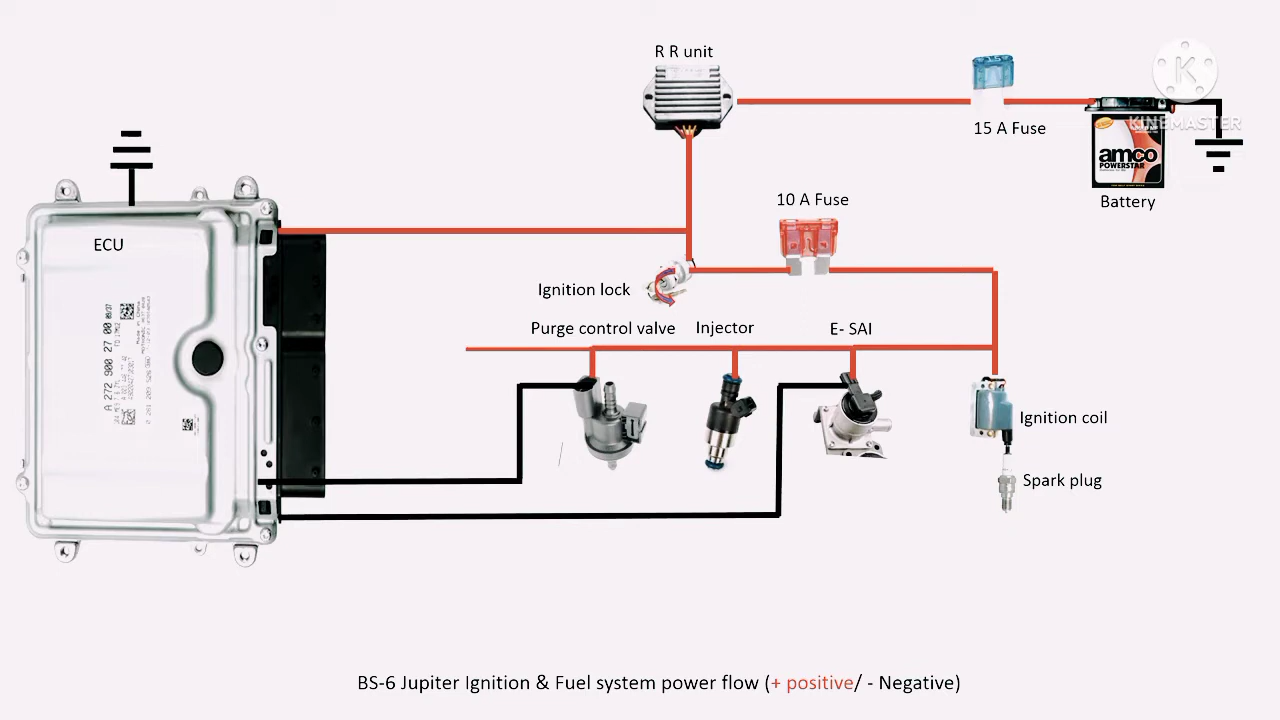 R R unit
15 A Fuse
K
KINEMASTER
amco
POWERSTAR
Battery
10 A Fuse
ECU
A 272 900 27 00
Ignition lock
Purge control valve
Injector
E- SAI
Ignition coil
Spark plug
BS-6 Jupiter Ignition & Fuel system power flow (+ positive/ - Negative)